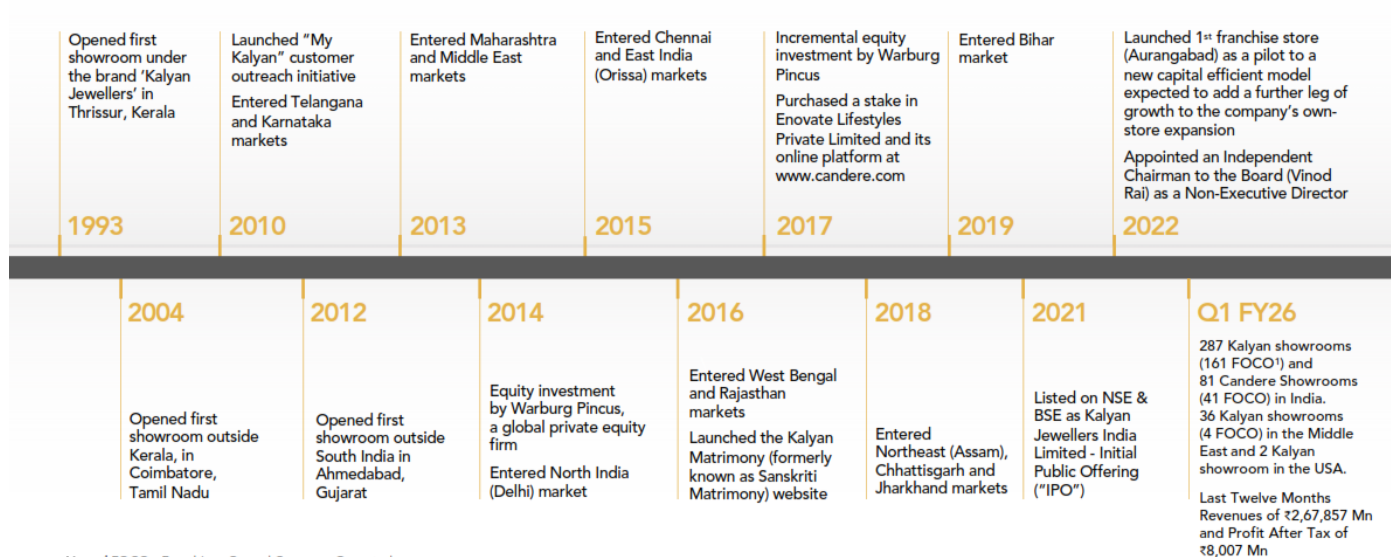 Opened first
showroom under
the brand ‘Kalyan
Jewellers’ in
Thrissur, Kerala
1993
Launched “My
Kalyan” customer
outreach initiative
Entered Telangana
and Karnataka
markets
2010
Entered Maharashtra
and Middle East
markets
2013
Entered Chennai
and East India
(Orissa) markets
2015
Incremental equity
investment by Warburg
Pincus
Purchased a stake in
Enovate Lifestyles
Private Limited and its
online platform at
www.candere.com
2017
Entered Bihar
market
2019
Launched 1st franchise store
(Aurangabad) as a pilot to a
new capital efficient model
expected to add a further leg of
growth to the company’s own-
store expansion
Appointed an Independent
Chairman to the Board (Vinod
Rai) as a Non-Executive Director
2022
2004
Opened first
showroom outside
Kerala, in
Coimbatore,
Tamil Nadu
2012
Opened first
showroom outside
South India in
Ahmedabad,
Gujarat
2014
Equity investment
by Warburg Pincus,
a global private equity
firm
Entered North India
(Delhi) market
2016
Entered West Bengal
and Rajasthan
markets
Launched the Kalyan
Matrimony (formerly
known as Sanskriti
Matrimony) website
2018
Entered
Northeast (Assam),
Chhattisgarh and
Jharkhand markets
2021
Listed on NSE &
BSE as Kalyan
Jewellers India
Limited - Initial
Public Offering
(“IPO”)
Q1 FY26
287 Kalyan showrooms
(161 FOCO¹) and
81 Candere Showrooms
(41 FOCO) in India.
36 Kalyan showrooms
(4 FOCO) in the Middle
East and 2 Kalyan
showroom in the USA.
Last Twelve Months
Revenues of ₹2,67,857 Mn
and Profit After Tax of
₹8,007 Mn